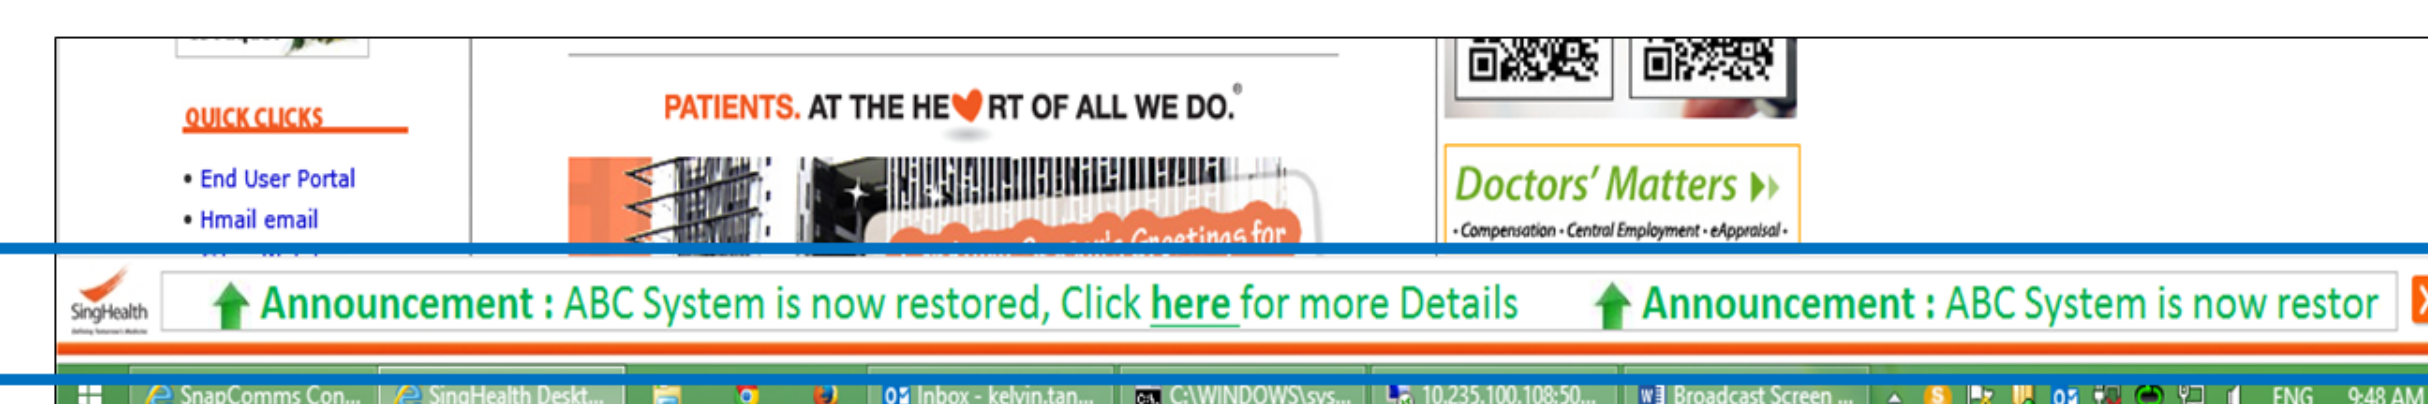 QUICK CLICKS
• End User Portal
• Hmail email
PATIENTS. AT THE HEART OF ALL WE DO.®
Greetings for
Doctors' Matters
• Compensation • Central Employment • eAppraisal •
SingHealth
Announcement : ABC System is now restored, Click here for more Details
Announcement : ABC System is now restor
SnapComms Con...
SingHealth Deskt...
Inbox - kelvin.tan...
C:\WINDOWS\sys...
10.235.100.108:50...
Broadcast Screen ...
ENG
9:48 AM